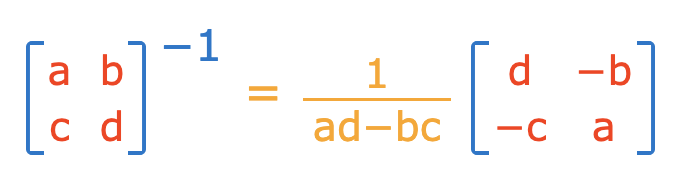 [a b; c d]^−1 = 1/(ad−bc) [d −b; −c a]